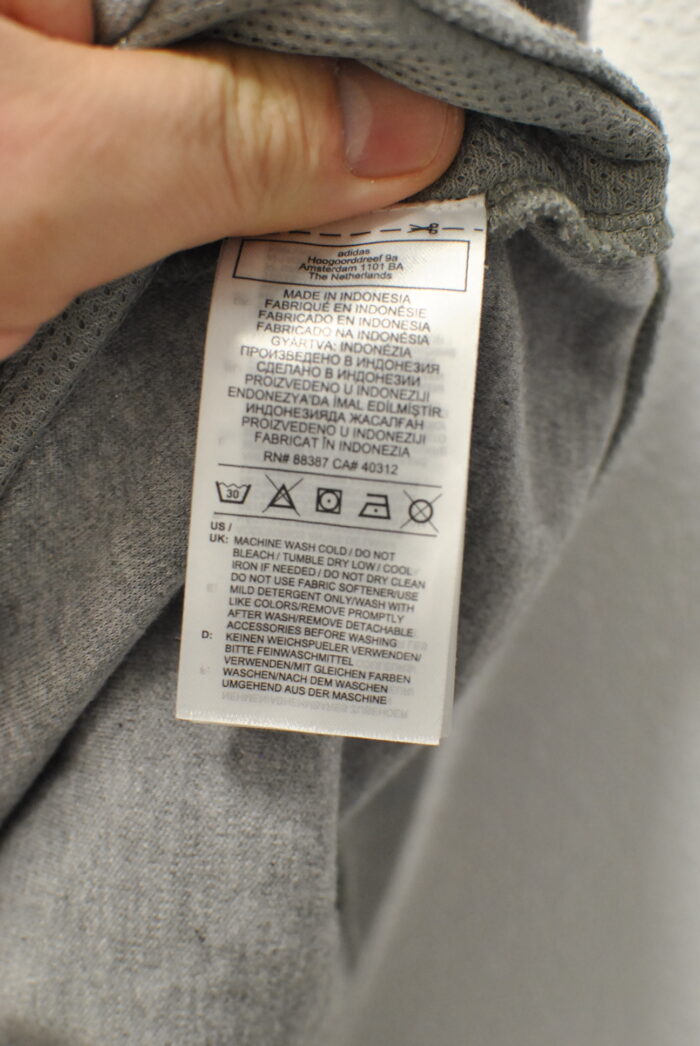 adidas
Hoogoorddreef 9a
Amsterdam 1101 BA
The Netherlands
MADE IN INDONESIA
FABRIQUÉ EN INDONÉSIE
FABRICADO EN INDONESIA
FABRICADO NA INDONÉSIA
GYÁRTVA: INDONÉZIA
ПРОИЗВЕДЕНО В ИНДОНЕЗИЯ
СДЕЛАНО В ИНДОНЕЗИИ
PROIZVEDENO U INDONEZIJI
ENDONEZYA'DA İMAL EDİLMİŞTİR
ИНДОНЕЗИЯДА ЖАСАЛҒАН
PROIZVEDENO U INDONEZIJI
FABRICAT ÎN INDONEZIA
RN# 88387 CA# 40312
30
US /
UK: MACHINE WASH COLD / DO NOT
BLEACH / TUMBLE DRY LOW / COOL
IRON IF NEEDED / DO NOT DRY CLEAN
DO NOT USE FABRIC SOFTENER/USE
MILD DETERGENT ONLY/WASH WITH
LIKE COLORS/REMOVE PROMPTLY
AFTER WASH/REMOVE DETACHABLE
ACCESSORIES BEFORE WASHING
D: KEINEN WEICHSPUELER VERWENDEN/
BITTE FEINWASCHMITTEL
VERWENDEN/MIT GLEICHEN FARBEN
WASCHEN/NACH DEM WASCHEN
UMGEHEND AUS DER MASCHINE